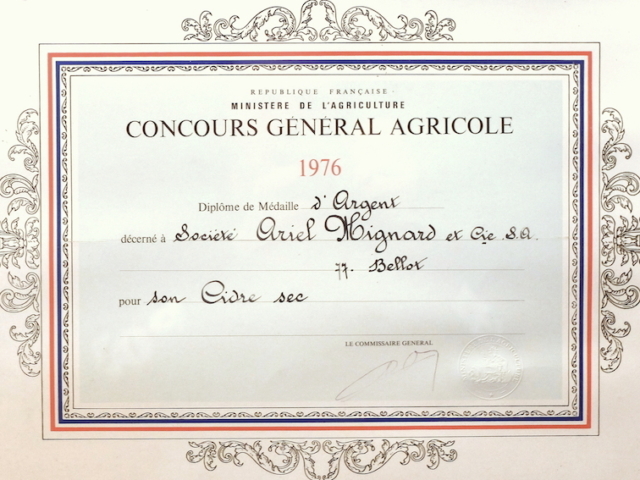 REPUBLIQUE FRANÇAISE
MINISTERE DE L'AGRICULTURE
CONCOURS GÉNÉRAL AGRICOLE
1976
Diplôme de Médaille d'Argent
décerné à Société Ariel Mignard et Cie S.A.
77. Bellot
pour son Cidre sec
LE COMMISSAIRE GENERAL